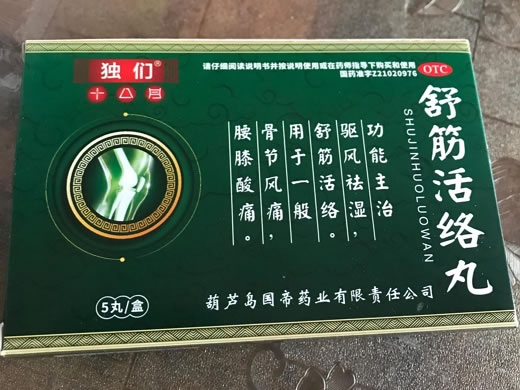 独们®
十八月
请仔细阅读说明书并按说明使用或在药师指导下购买和使用
国药准字Z21020976
OTC
舒筋活络丸
SHUJINHUOLUOWAN
功能主治
驱风祛湿，
舒筋活络。
用于一般
骨节风痛，
腰膝酸痛。
5丸/盒
葫芦岛国帝药业有限责任公司